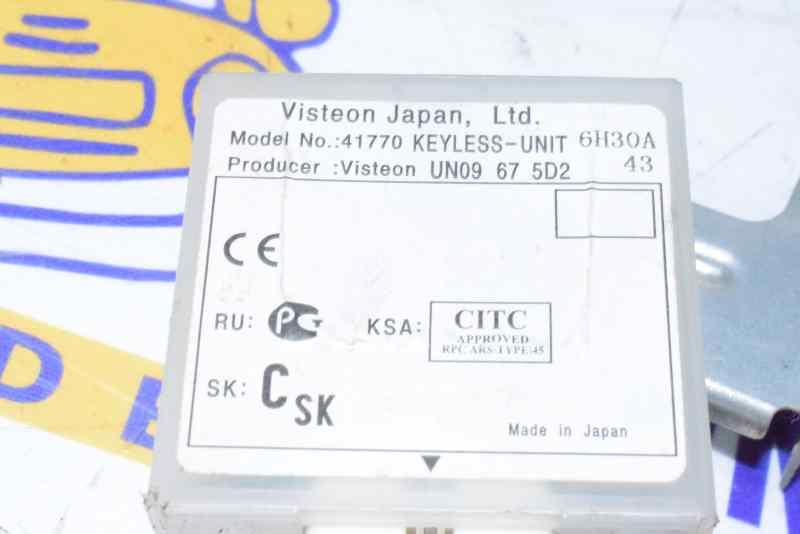 Visteon Japan, Ltd.
Model No.:41770 KEYLESS-UNIT 6H30A
Producer :Visteon UN09 67 5D2 43
CE
RU: PG
KSA: CITC
APPROVED
RPC ARS-TYPE/45
SK: CSK
Made in Japan
D